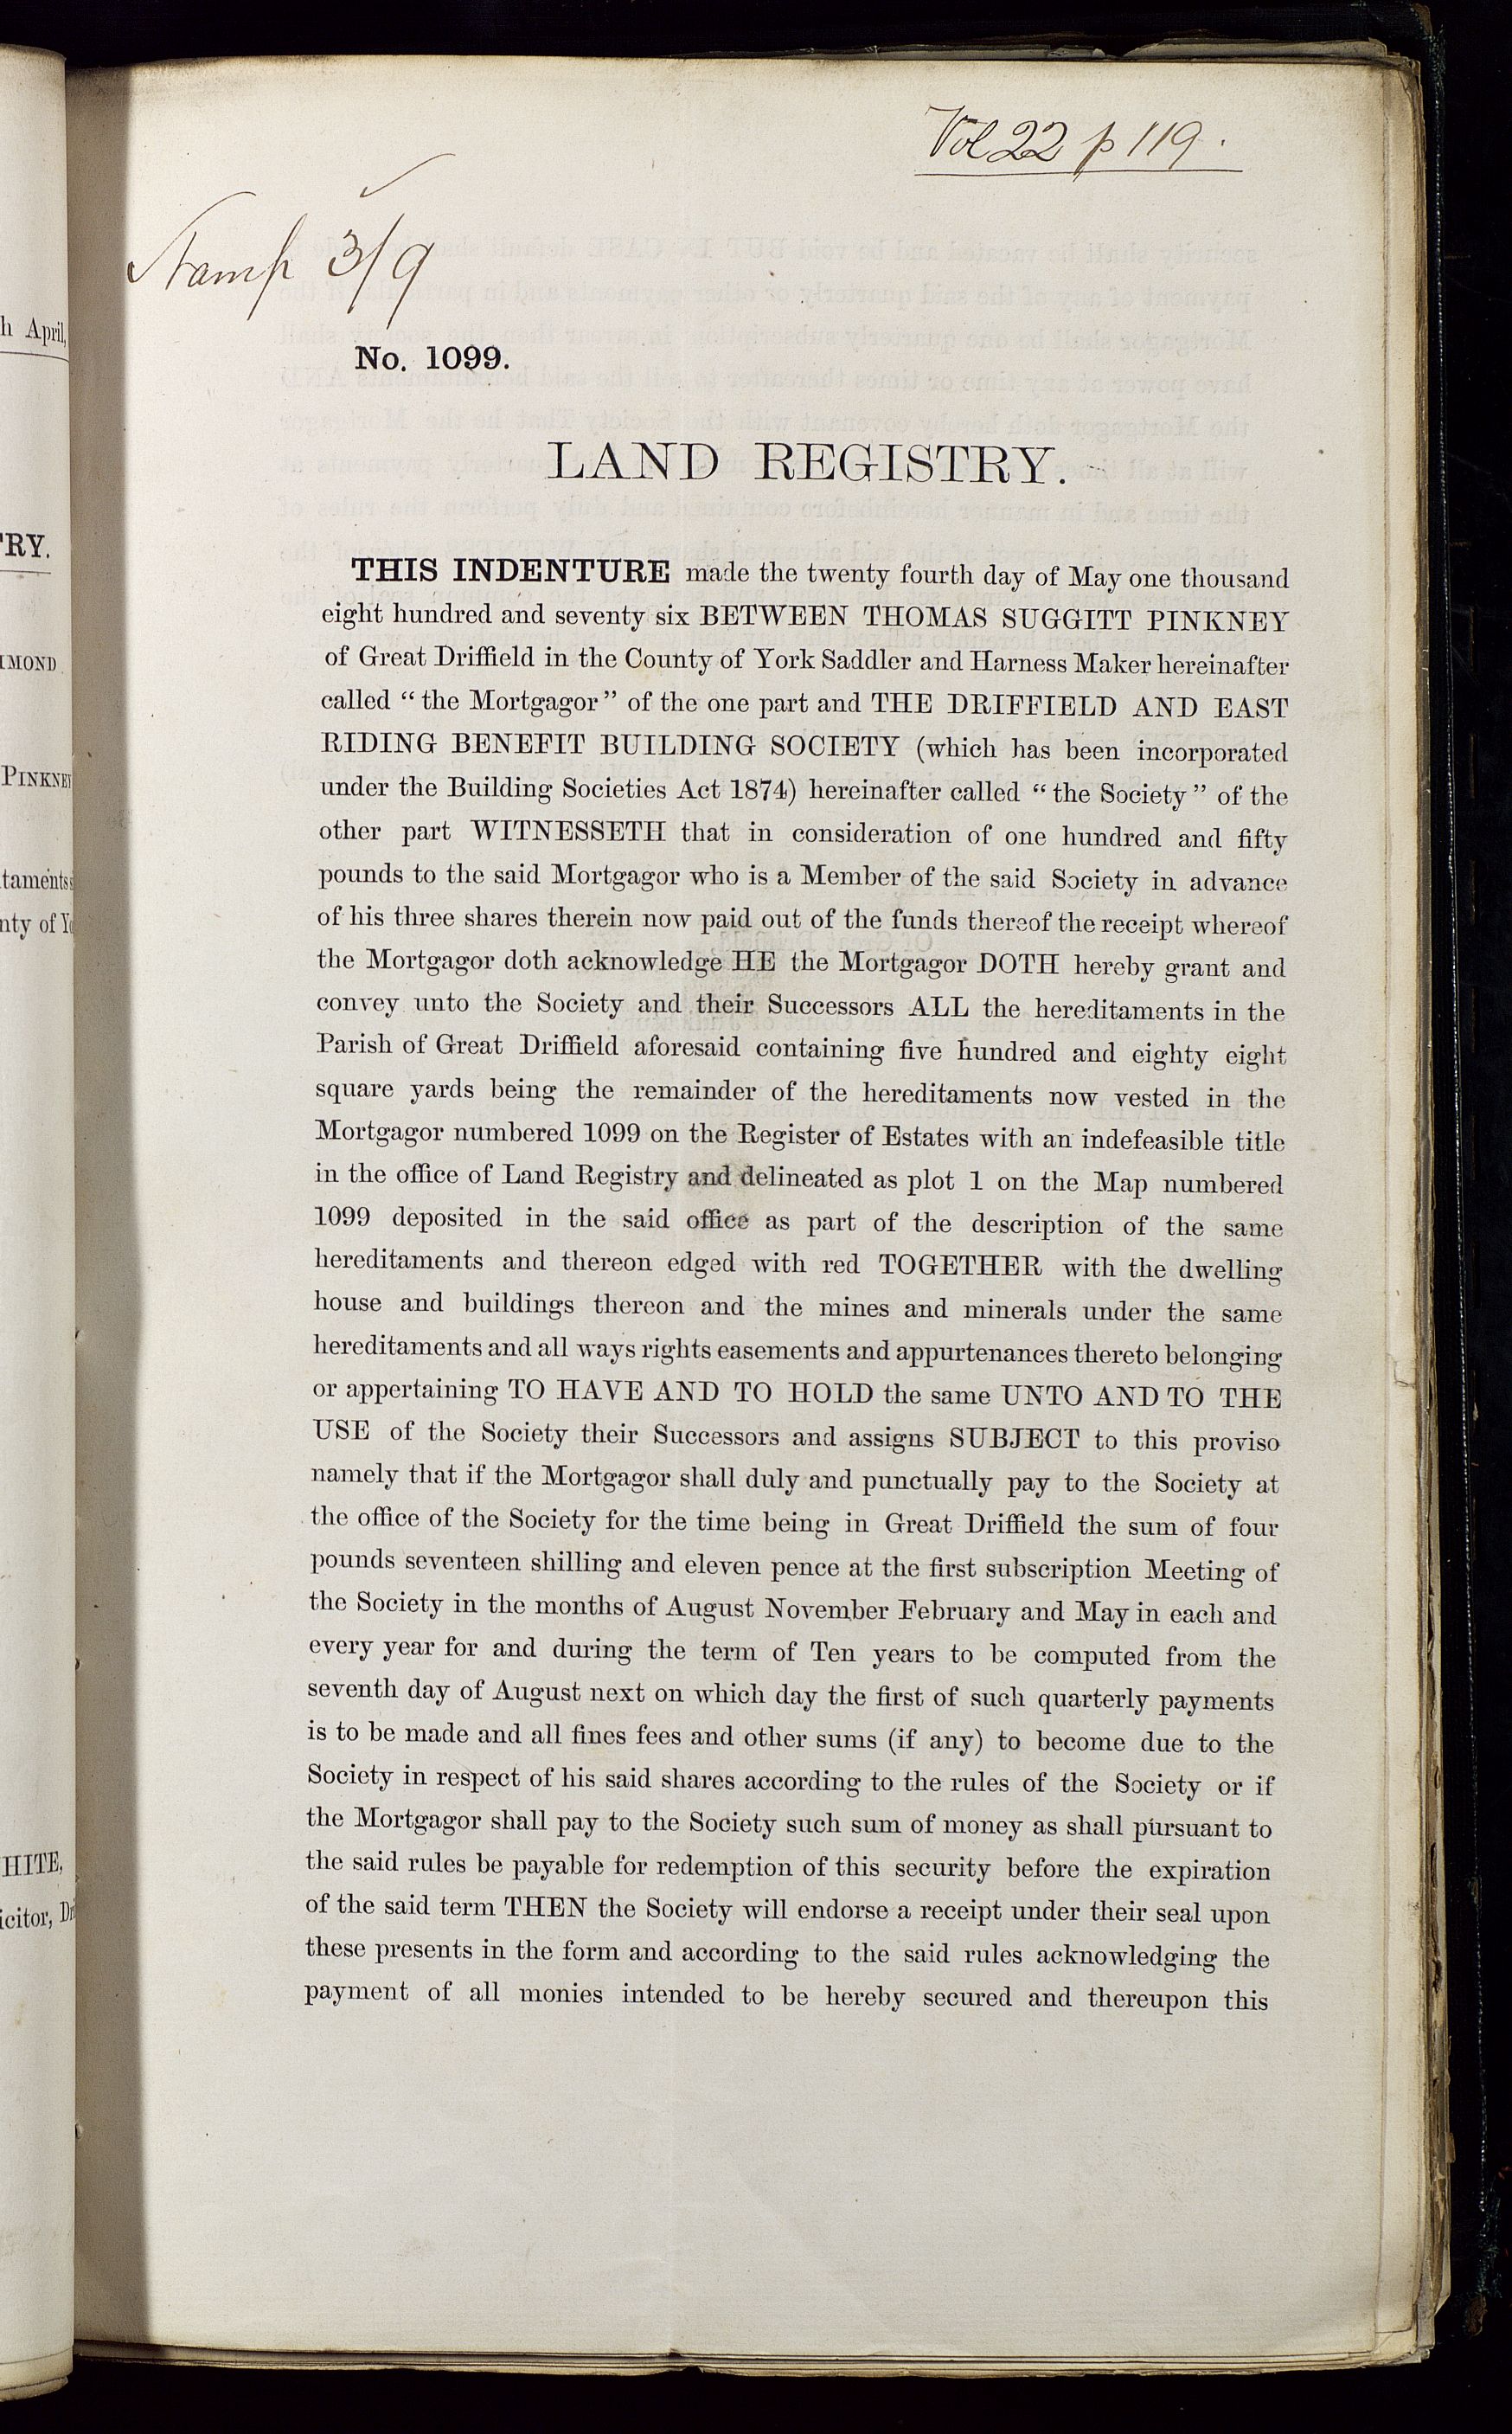 Vol 22 p 119.
Stamp 3/9
No. 1099.
LAND REGISTRY.
THIS INDENTURE made the twenty fourth day of May one thousand
eight hundred and seventy six BETWEEN THOMAS SUGGITT PINKNEY
of Great Driffield in the County of York Saddler and Harness Maker hereinafter
called “ the Mortgagor ” of the one part and THE DRIFFIELD AND EAST
RIDING BENEFIT BUILDING SOCIETY (which has been incorporated
under the Building Societies Act 1874) hereinafter called “ the Society ” of the
other part WITNESSETH that in consideration of one hundred and fifty
pounds to the said Mortgagor who is a Member of the said Society in advance
of his three shares therein now paid out of the funds thereof the receipt whereof
the Mortgagor doth acknowledge HE the Mortgagor DOTH hereby grant and
convey unto the Society and their Successors ALL the hereditaments in the
Parish of Great Driffield aforesaid containing five hundred and eighty eight
square yards being the remainder of the hereditaments now vested in the
Mortgagor numbered 1099 on the Register of Estates with an indefeasible title
in the office of Land Registry and delineated as plot 1 on the Map numbered
1099 deposited in the said office as part of the description of the same
hereditaments and thereon edged with red TOGETHER with the dwelling
house and buildings thereon and the mines and minerals under the same
hereditaments and all ways rights easements and appurtenances thereto belonging
or appertaining TO HAVE AND TO HOLD the same UNTO AND TO THE
USE of the Society their Successors and assigns SUBJECT to this proviso
namely that if the Mortgagor shall duly and punctually pay to the Society at
the office of the Society for the time being in Great Driffield the sum of four
pounds seventeen shilling and eleven pence at the first subscription Meeting of
the Society in the months of August November February and May in each and
every year for and during the term of Ten years to be computed from the
seventh day of August next on which day the first of such quarterly payments
is to be made and all fines fees and other sums (if any) to become due to the
Society in respect of his said shares according to the rules of the Society or if
the Mortgagor shall pay to the Society such sum of money as shall pursuant to
the said rules be payable for redemption of this security before the expiration
of the said term THEN the Society will endorse a receipt under their seal upon
these presents in the form and according to the said rules acknowledging the
payment of all monies intended to be hereby secured and thereupon this
h April,
TRY.
MOND
PINKNEY
taments
nty of Yo
HITE,
icitor, Dri